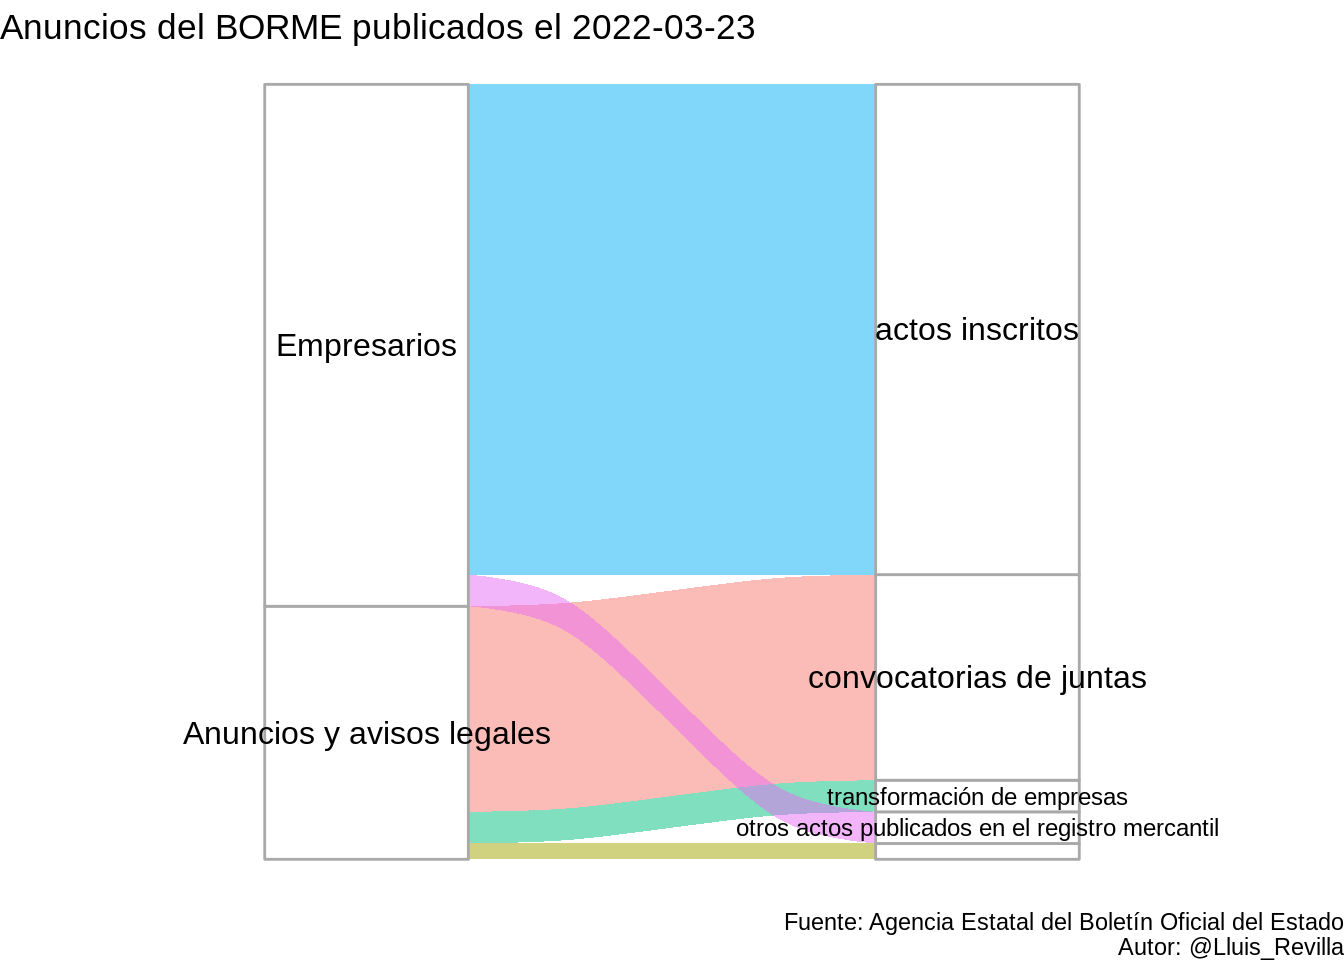 Anuncios del BORME publicados el 2022-03-23
Empresarios
actos inscritos
convocatorias de juntas
Anuncios y avisos legales
transformación de empresas
otros actos publicados en el registro mercantil
Fuente: Agencia Estatal del Boletín Oficial del Estado
Autor: @Lluis_Revilla